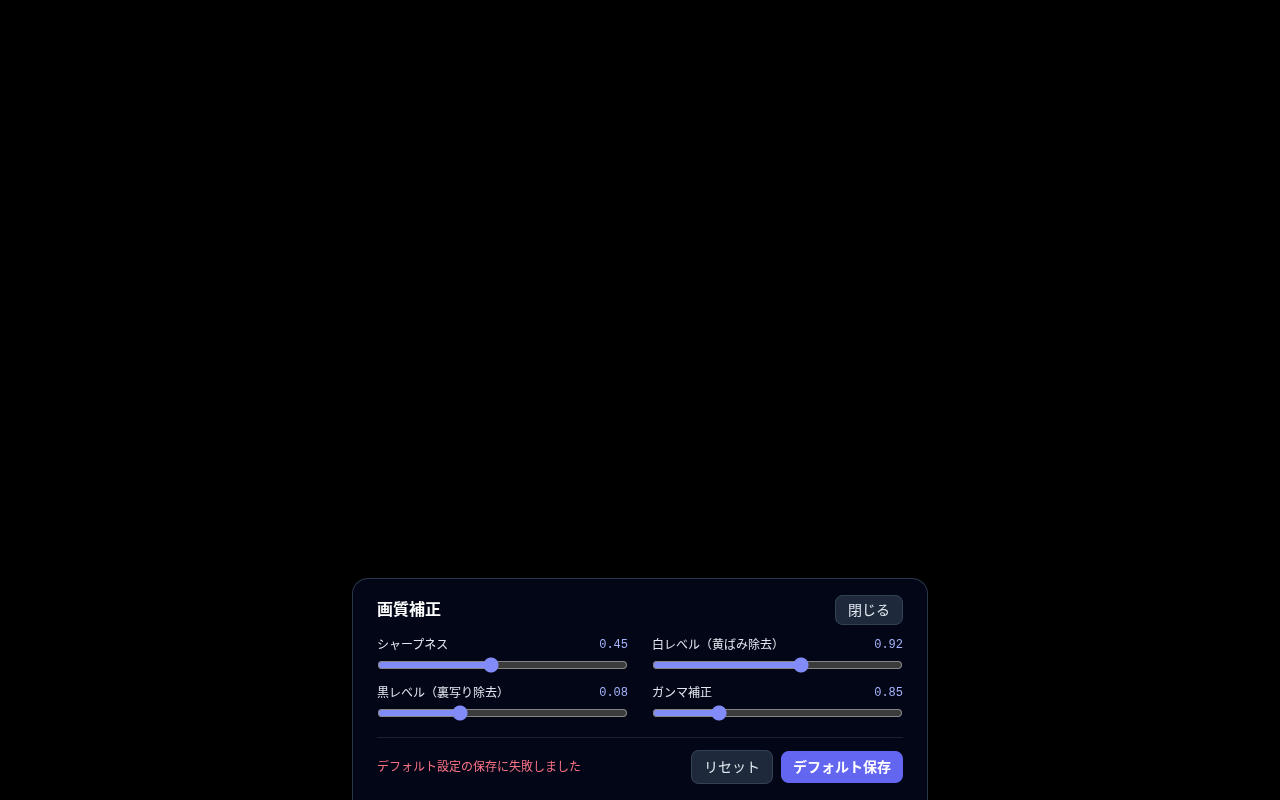 画質補正
閉じる
シャープネス 0.45
白レベル（黄ばみ除去） 0.92
黒レベル（裏写り除去） 0.08
ガンマ補正 0.85
デフォルト設定の保存に失敗しました
リセット
デフォルト保存